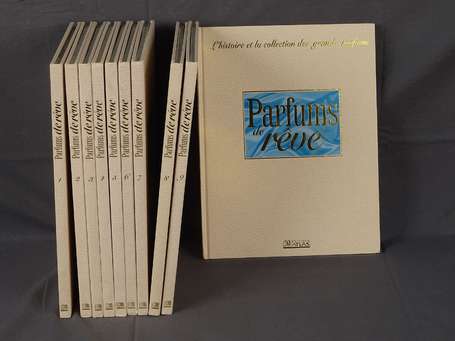 Parfums de rêve 1
Parfums de rêve 2
Parfums de rêve 3
Parfums de rêve 4
Parfums de rêve 5
Parfums de rêve 6
Parfums de rêve 7
Parfums de rêve 8
Parfums de rêve 9
L'histoire et la collection des grands parfums
Parfums
de rêve
ATLAS